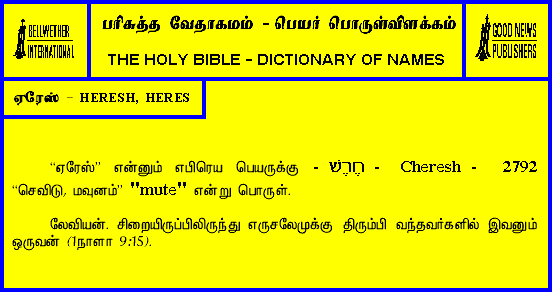 BELLWETHER
INTERNATIONAL
பரிசுத்த வேதாகமம் - பெயர் பொருள்விளக்கம்
THE HOLY BIBLE - DICTIONARY OF NAMES
GOOD NEWS
PUBLISHERS
ஏரேஸ் - HERESH, HERES
“ஏரேஸ்” என்னும் எபிரெய பெயருக்கு - חֶרֶשׁ - Cheresh - 2792
“செவிடு, மவுனம்” "mute" என்று பொருள்.
லேவியன். சிறையிருப்பிலிருந்து எருசலேமுக்கு திரும்பி வந்தவர்களில் இவனும்
ஒருவன் (1நாளா 9:15).